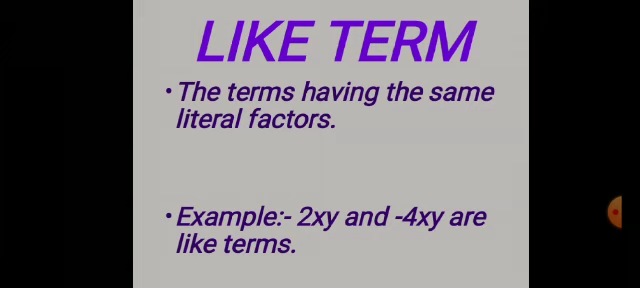 LIKE TERM
• The terms having the same
literal factors.
• Example:- 2xy and -4xy are
like terms.